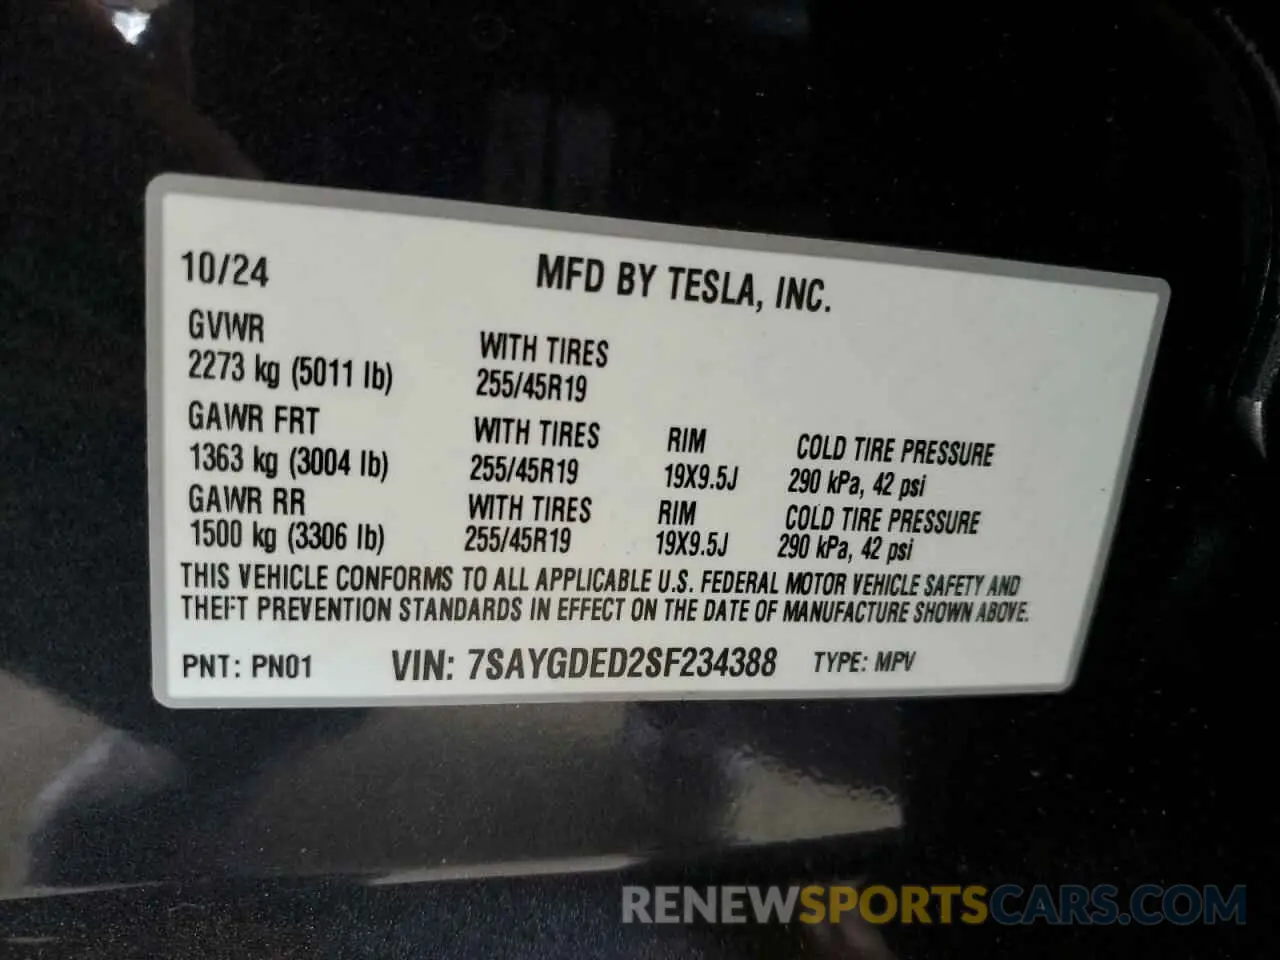 10/24 MFD BY TESLA, INC.
GVWR WITH TIRES
2273 kg (5011 lb) 255/45R19
GAWR FRT WITH TIRES RIM COLD TIRE PRESSURE
1363 kg (3004 lb) 255/45R19 19X9.5J 290 kPa, 42 psi
GAWR RR WITH TIRES RIM COLD TIRE PRESSURE
1500 kg (3306 lb) 255/45R19 19X9.5J 290 kPa, 42 psi
THIS VEHICLE CONFORMS TO ALL APPLICABLE U.S. FEDERAL MOTOR VEHICLE SAFETY AND
THEFT PREVENTION STANDARDS IN EFFECT ON THE DATE OF MANUFACTURE SHOWN ABOVE.
PNT: PN01 VIN: 7SAYGDED2SF234388 TYPE: MPV
RENEWSPORTSCARS.COM